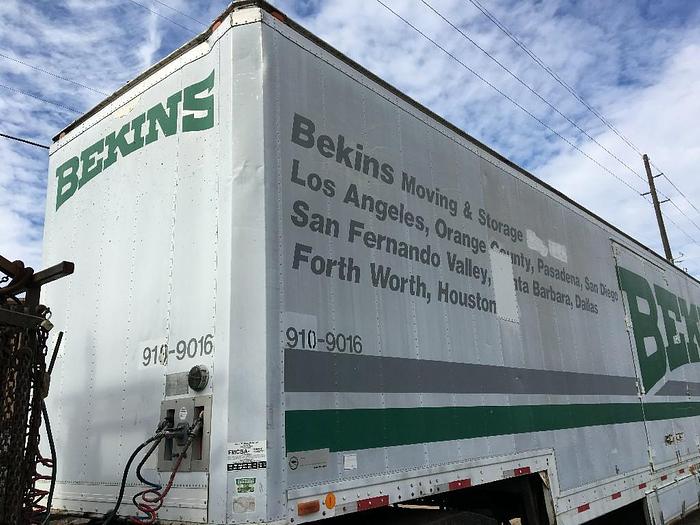 BEKINS
Bekins Moving & Storage
Los Angeles, Orange County, Pasadena, San Diego
San Fernando Valley, Santa Barbara, Dallas
Forth Worth, Houston
910-9016
910-9016
FMCSA